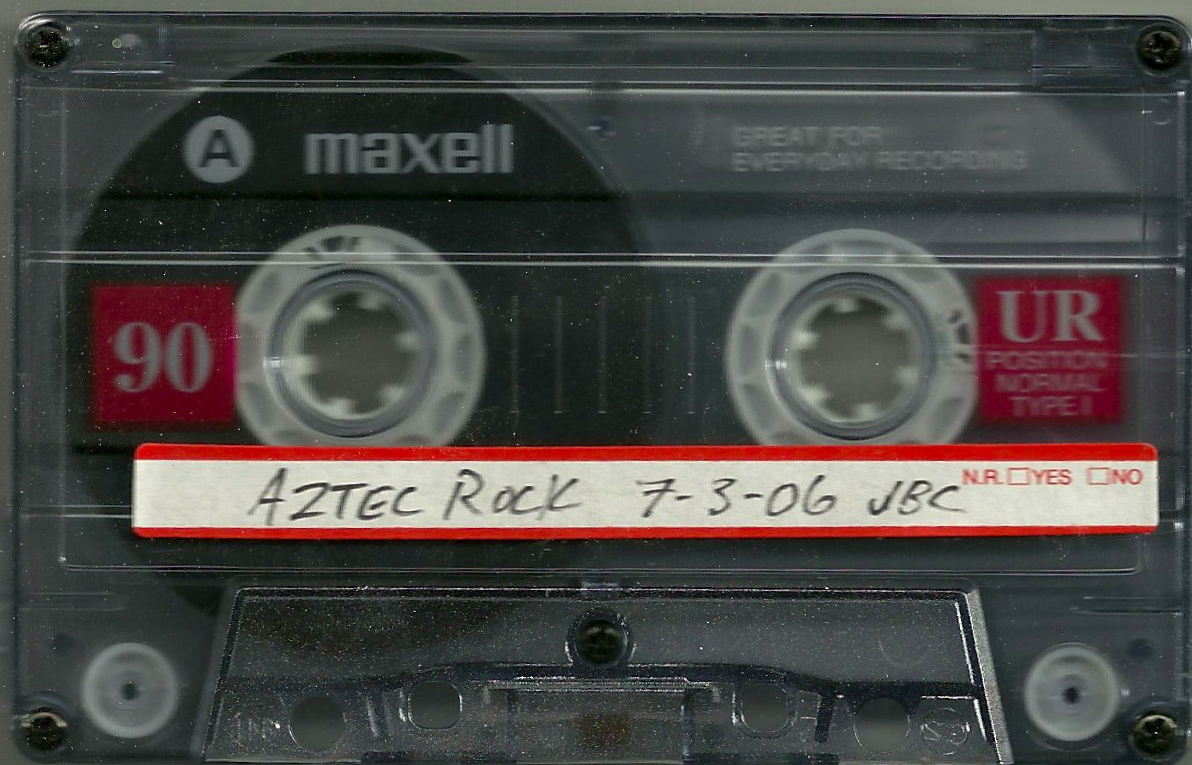 A maxell
GREAT FOR
EVERYDAY RECORDING
90
UR
POSITION
NORMAL
TYPE I
AZTEC ROCK 7-3-06 JBC
N.R. YES NO